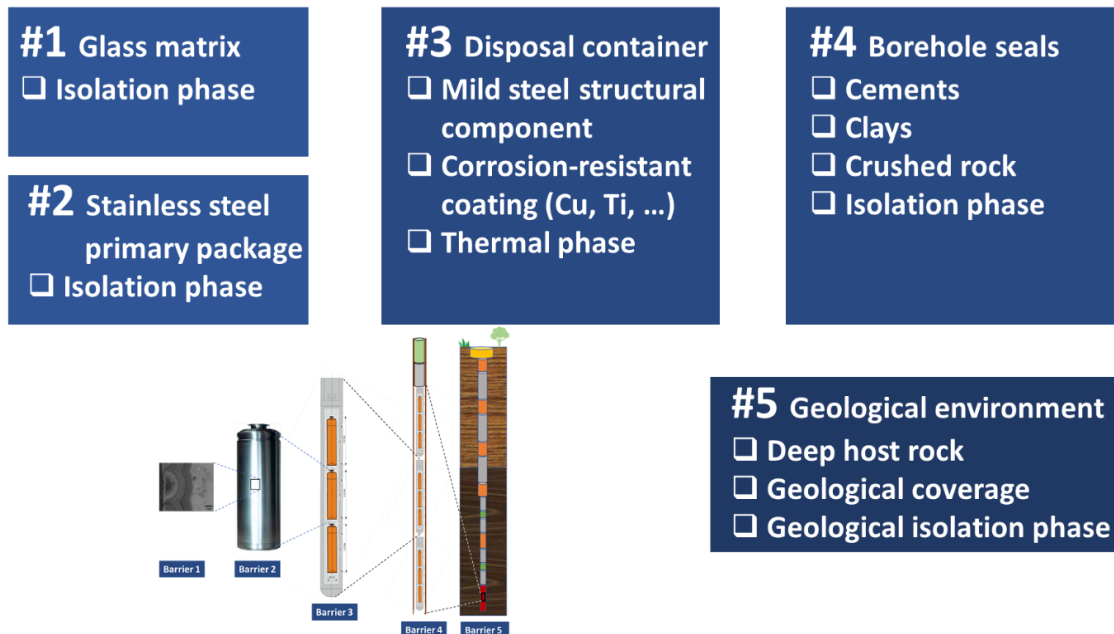 #1 Glass matrix
❑ Isolation phase
#2 Stainless steel
primary package
❑ Isolation phase
#3 Disposal container
❑ Mild steel structural
component
❑ Corrosion-resistant
coating (Cu, Ti, ...)
❑ Thermal phase
#4 Borehole seals
❑ Cements
❑ Clays
❑ Crushed rock
❑ Isolation phase
#5 Geological environment
❑ Deep host rock
❑ Geological coverage
❑ Geological isolation phase
Barrier 1
Barrier 2
Barrier 3
Barrier 4
Barrier 5